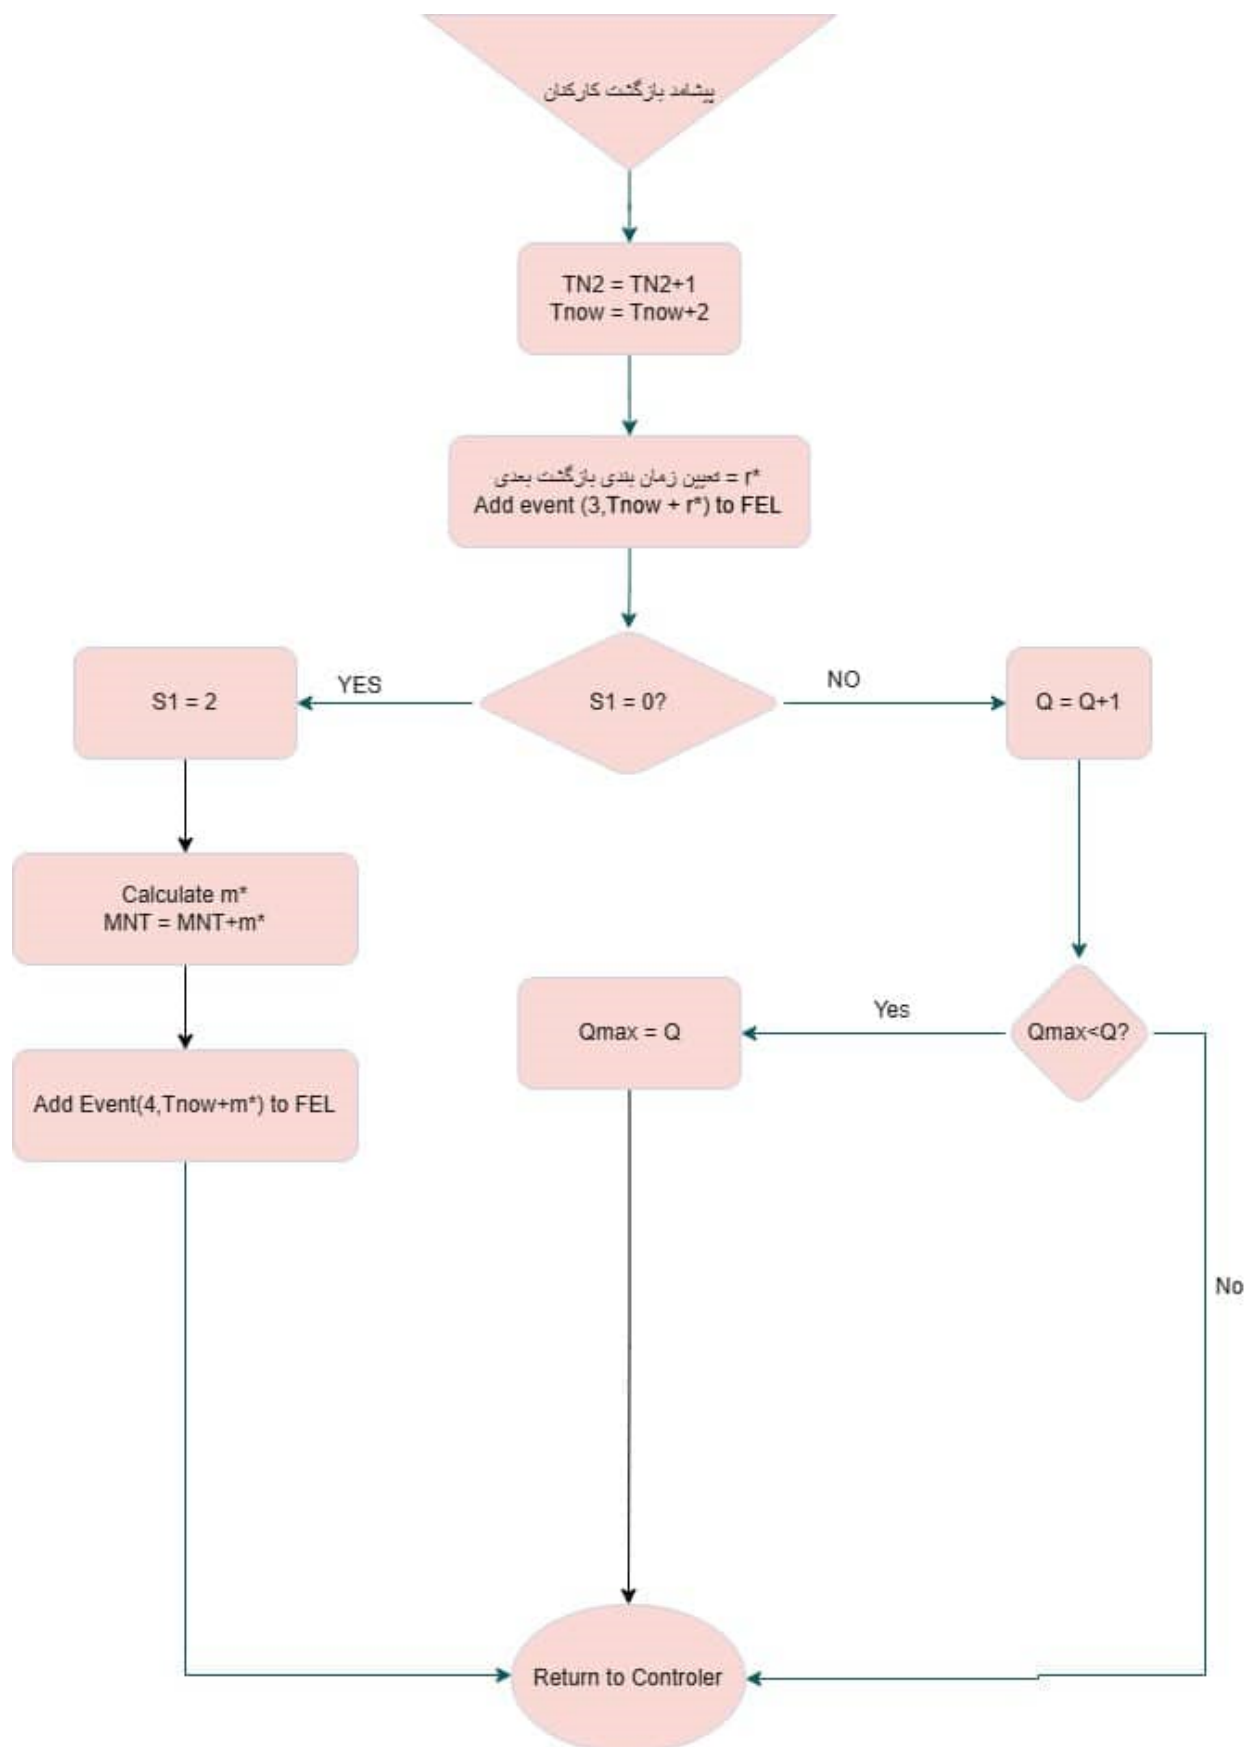 پیشامد بازگشت کارکنان
TN2 = TN2+1
Tnow = Tnow+2
تعیین زمان بندی بازگشت بعدی = r*
Add event (3,Tnow + r*) to FEL
S1 = 0?
YES
S1 = 2
NO
Q = Q+1
Calculate m*
MNT = MNT+m*
Add Event(4,Tnow+m*) to FEL
Qmax<Q?
Yes
Qmax = Q
No
Return to Controler